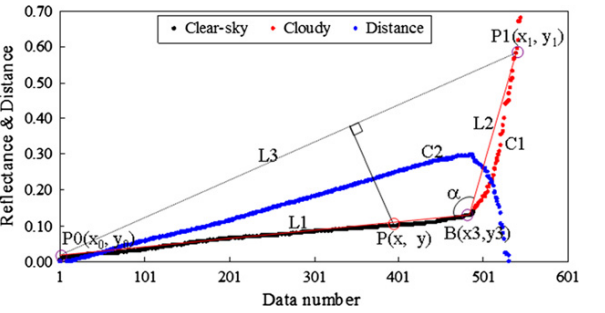 0.70
Clear-sky Cloudy Distance
P1(x1, y1)
0.60
0.50
0.40
0.30
0.20
0.10
0.00
Reflectance & Distance
L3
L2
C1
C2
α
L1
P0(x0, y0)
P(x, y)
B(x3,y3)
1 101 201 301 401 501 601
Data number